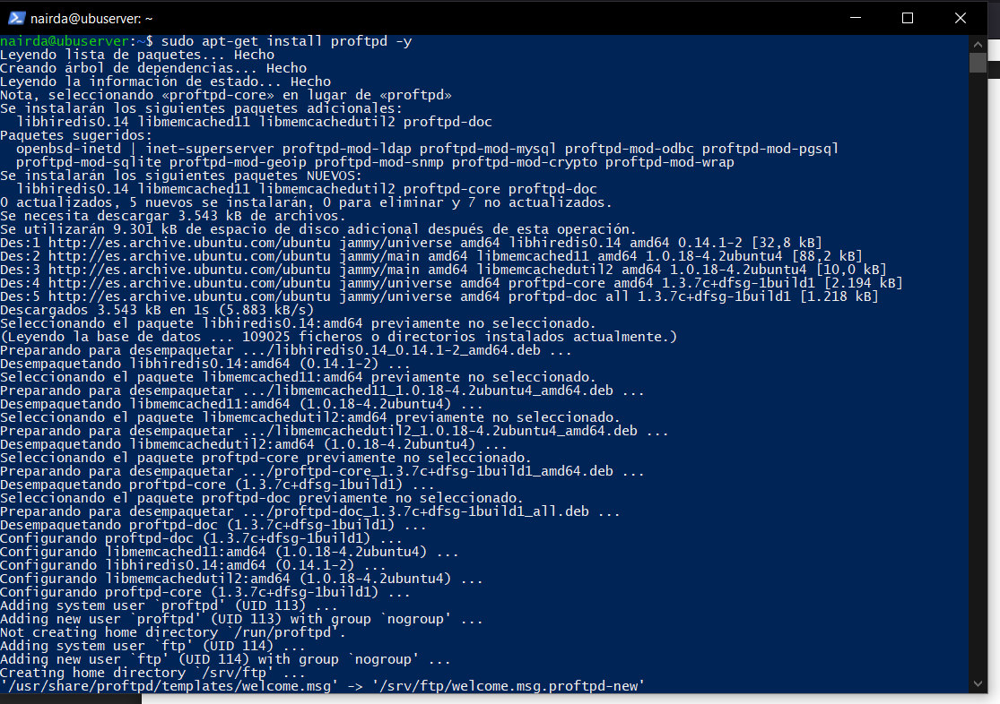 nairda@ubuserver: ~
nairda@ubuserver:~$ sudo apt-get install proftpd -y
Leyendo lista de paquetes... Hecho
Creando árbol de dependencias... Hecho
Leyendo la información de estado... Hecho
Nota, seleccionando «proftpd-core» en lugar de «proftpd»
Se instalarán los siguientes paquetes adicionales:
  libhiredis0.14 libmemcached11 libmemcachedutil2 proftpd-doc
Paquetes sugeridos:
  openbsd-inetd | inet-superserver proftpd-mod-ldap proftpd-mod-mysql proftpd-mod-odbc proftpd-mod-pgsql
  proftpd-mod-sqlite proftpd-mod-geoip proftpd-mod-snmp proftpd-mod-crypto proftpd-mod-wrap
Se instalarán los siguientes paquetes NUEVOS:
  libhiredis0.14 libmemcached11 libmemcachedutil2 proftpd-core proftpd-doc
0 actualizados, 5 nuevos se instalarán, 0 para eliminar y 7 no actualizados.
Se necesita descargar 3.543 kB de archivos.
Se utilizarán 9.301 kB de espacio de disco adicional después de esta operación.
Des:1 http://es.archive.ubuntu.com/ubuntu jammy/universe amd64 libhiredis0.14 amd64 0.14.1-2 [32,8 kB]
Des:2 http://es.archive.ubuntu.com/ubuntu jammy/main amd64 libmemcached11 amd64 1.0.18-4.2ubuntu4 [88,2 kB]
Des:3 http://es.archive.ubuntu.com/ubuntu jammy/main amd64 libmemcachedutil2 amd64 1.0.18-4.2ubuntu4 [10,0 kB]
Des:4 http://es.archive.ubuntu.com/ubuntu jammy/universe amd64 proftpd-core amd64 1.3.7c+dfsg-1build1 [2.194 kB]
Des:5 http://es.archive.ubuntu.com/ubuntu jammy/universe amd64 proftpd-doc all 1.3.7c+dfsg-1build1 [1.218 kB]
Descargados 3.543 kB en 1s (5.883 kB/s)
Seleccionando el paquete libhiredis0.14:amd64 previamente no seleccionado.
(Leyendo la base de datos ... 109025 ficheros o directorios instalados actualmente.)
Preparando para desempaquetar .../libhiredis0.14_0.14.1-2_amd64.deb ...
Desempaquetando libhiredis0.14:amd64 (0.14.1-2) ...
Seleccionando el paquete libmemcached11:amd64 previamente no seleccionado.
Preparando para desempaquetar .../libmemcached11_1.0.18-4.2ubuntu4_amd64.deb ...
Desempaquetando libmemcached11:amd64 (1.0.18-4.2ubuntu4) ...
Seleccionando el paquete libmemcachedutil2:amd64 previamente no seleccionado.
Preparando para desempaquetar .../libmemcachedutil2_1.0.18-4.2ubuntu4_amd64.deb ...
Desempaquetando libmemcachedutil2:amd64 (1.0.18-4.2ubuntu4) ...
Seleccionando el paquete proftpd-core previamente no seleccionado.
Preparando para desempaquetar .../proftpd-core_1.3.7c+dfsg-1build1_amd64.deb ...
Desempaquetando proftpd-core (1.3.7c+dfsg-1build1) ...
Seleccionando el paquete proftpd-doc previamente no seleccionado.
Preparando para desempaquetar .../proftpd-doc_1.3.7c+dfsg-1build1_all.deb ...
Desempaquetando proftpd-doc (1.3.7c+dfsg-1build1) ...
Configurando proftpd-doc (1.3.7c+dfsg-1build1) ...
Configurando libmemcached11:amd64 (1.0.18-4.2ubuntu4) ...
Configurando libhiredis0.14:amd64 (0.14.1-2) ...
Configurando libmemcachedutil2:amd64 (1.0.18-4.2ubuntu4) ...
Configurando proftpd-core (1.3.7c+dfsg-1build1) ...
Adding system user `proftpd' (UID 113) ...
Adding new user `proftpd' (UID 113) with group `nogroup' ...
Not creating home directory `/run/proftpd'.
Adding system user `ftp' (UID 114) ...
Adding new user `ftp' (UID 114) with group `nogroup' ...
Creating home directory `/srv/ftp' ...
'/usr/share/proftpd/templates/welcome.msg' -> '/srv/ftp/welcome.msg.proftpd-new'